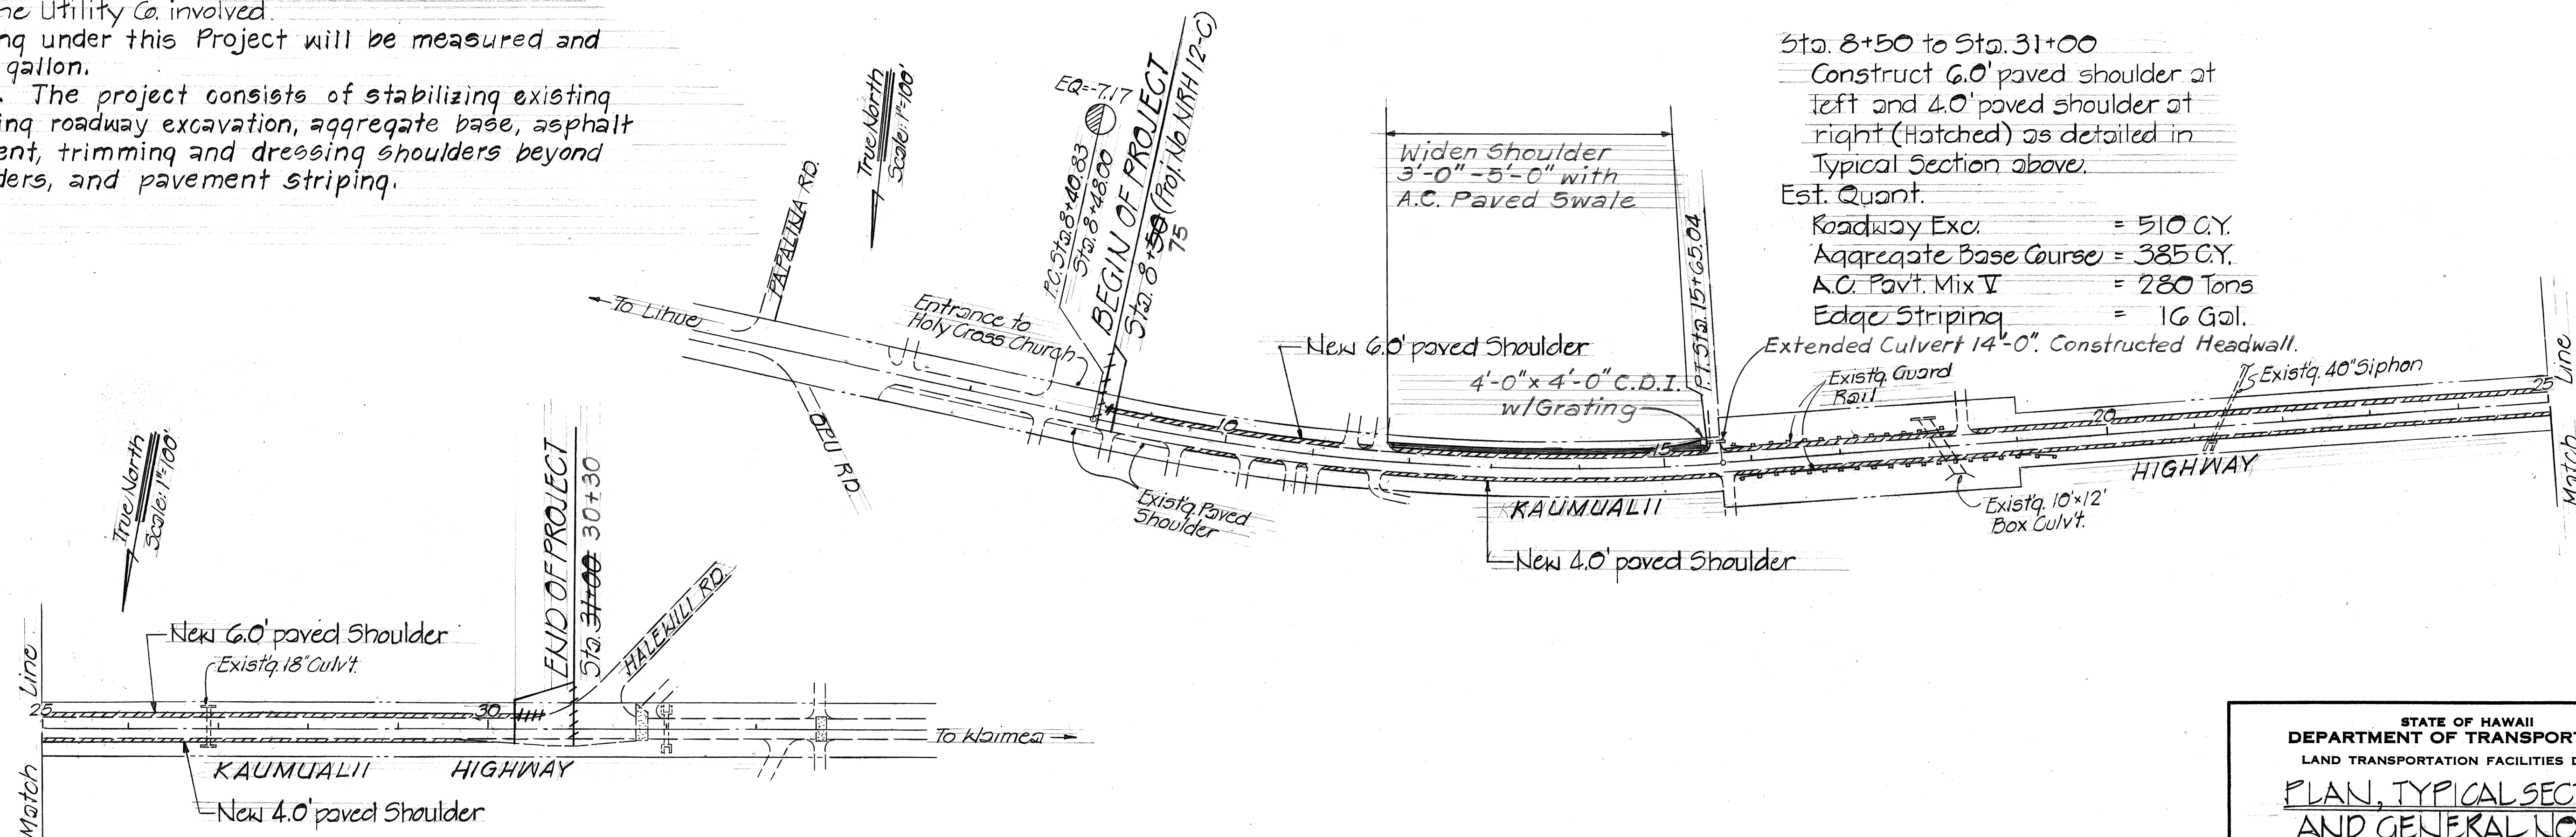 ne Utility Co. involved.
ng under this Project will be measured and
gallon.
. The project consists of stabilizing existing
ing roadway excavation, aggregate base, asphalt
ent, trimming and dressing shoulders beyond
ders, and pavement striping.
True North
Scale: 1"=100'
PAPALINA RD.
To Lihue
OPU RD.
Entrance to
Holy Cross Church
EQ=-7.17
P.C. Sta. 8+40.83
Sta. 8+48.00
BEGIN OF PROJECT
Sta. 8+50 (Proj. No NRH 12-C)
75
Widen Shoulder
3'-0" - 5'-0" with
A.C. Paved Swale
Sta. 8+50 to Sta. 31+00
Construct 6.0' paved shoulder at
left and 4.0' paved shoulder at
right (Hatched) as detailed in
Typical Section above.
Est. Quant.
Roadway Exc. = 510 C.Y.
Aggregate Base Course = 385 C.Y.
A.C. Pav't. Mix V = 280 Tons
Edge Striping = 16 Gal.
P.T. Sta. 15+65.04
Extended Culvert 14'-0". Constructed Headwall.
New 6.0' paved Shoulder
4'-0" x 4'-0" C.D.I.
w/Grating
Exist'g. Guard
Rail
Exist'g. 40" Siphon
10
15
20
25
Match Line
Exist'g. Paved
Shoulder
KAUMUALII
HIGHWAY
Exist'g. 10'x12'
Box Culv't.
New 4.0' paved Shoulder
True North
Scale: 1"=100'
END OF PROJECT
Sta. 31+00 30+30
HALEWILI RD.
New 6.0' paved Shoulder
Exist'g. 18" Culv't.
Match Line
25
30
To Waimea
KAUMUALII HIGHWAY
New 4.0' paved Shoulder
STATE OF HAWAII
DEPARTMENT OF TRANSPORT
LAND TRANSPORTATION FACILITIES D
PLAN, TYPICAL SECT
AND GENERAL NO